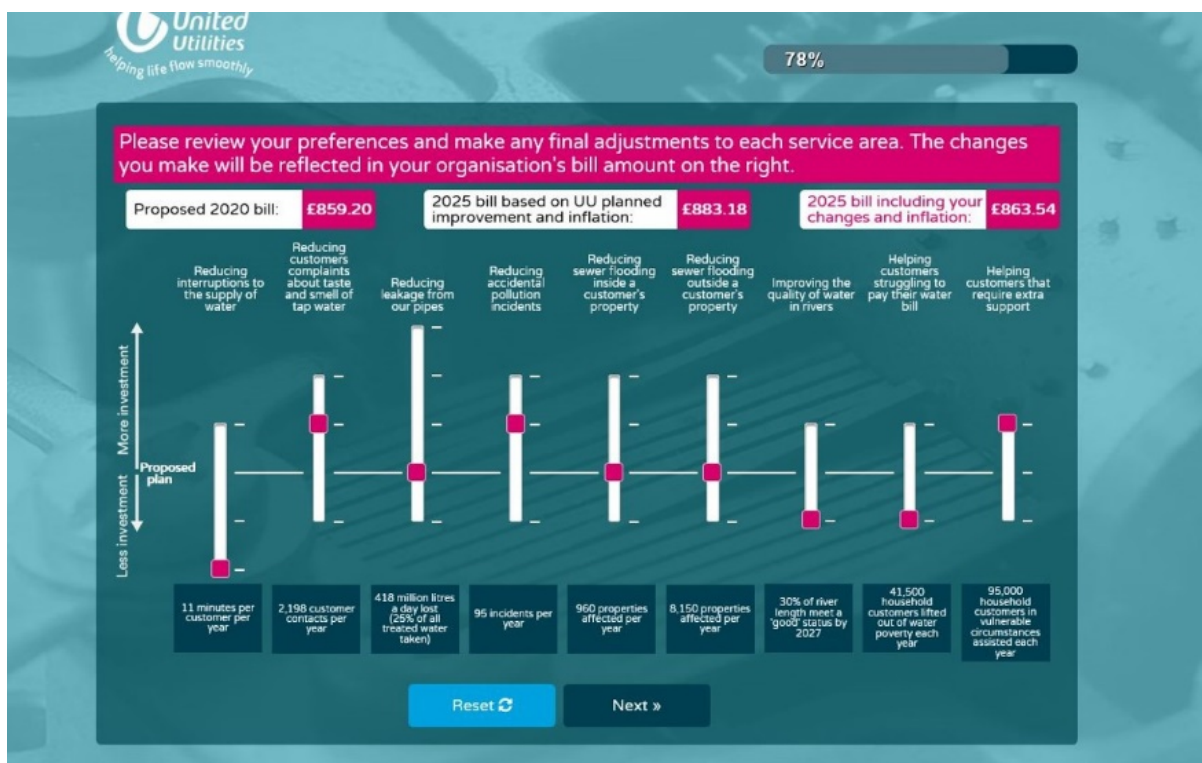 United
Utilities
helping life flow smoothly
78%
Please review your preferences and make any final adjustments to each service area. The changes
you make will be reflected in your organisation's bill amount on the right.
Proposed 2020 bill:
£859.20
2025 bill based on UU planned
improvement and inflation:
£883.18
2025 bill including your
changes and inflation:
£863.54
Reducing
interruptions to
the supply of
water
Reducing
customers
complaints
about taste
and smell of
tap water
Reducing
leakage from
our pipes
Reducing
accidental
pollution
incidents
Reducing
sewer flooding
inside a
customer's
property
Reducing
sewer flooding
outside a
customer's
property
Improving the
quality of water
in rivers
Helping
customers
struggling to
pay their water
bill
Helping
customers that
require extra
support
More investment
Proposed
plan
Less investment
11 minutes per
customer per
year
2,198 customer
contacts per
year
418 million litres
a day lost
(25% of all
treated water
taken)
95 incidents per
year
960 properties
affected per
year
8,150 properties
affected per
year
30% of river
length meet a
'good' status by
2027
41,500
household
customers lifted
out of water
poverty each
year
95,000
household
customers in
vulnerable
circumstances
assisted each
year
Reset
Next »